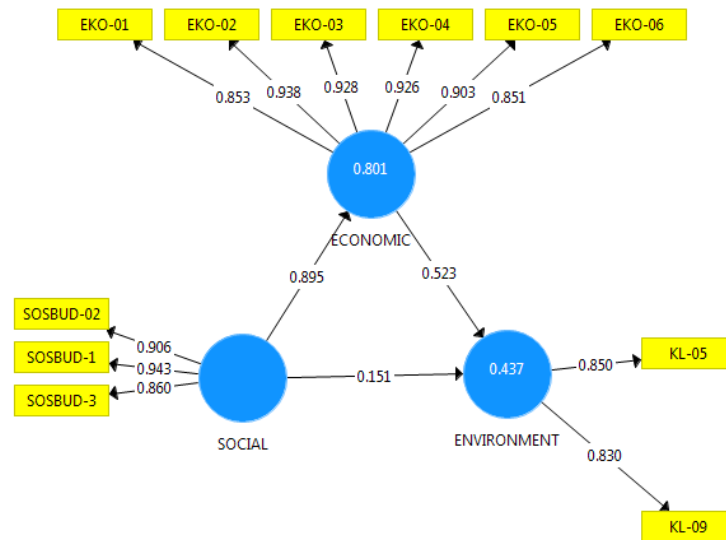 EKO-01
EKO-02
EKO-03
EKO-04
EKO-05
EKO-06
0.853
0.938
0.928
0.926
0.903
0.851
0.801
ECONOMIC
0.895
0.523
SOSBUD-02
SOSBUD-1
SOSBUD-3
0.906
0.943
0.860
0.151
0.437
0.850
KL-05
SOCIAL
ENVIRONMENT
0.830
KL-09